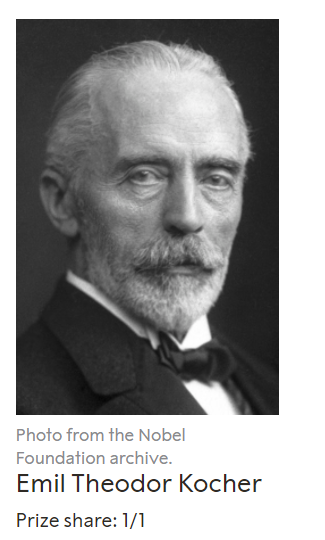 Photo from the Nobel
Foundation archive.
Emil Theodor Kocher
Prize share: 1/1